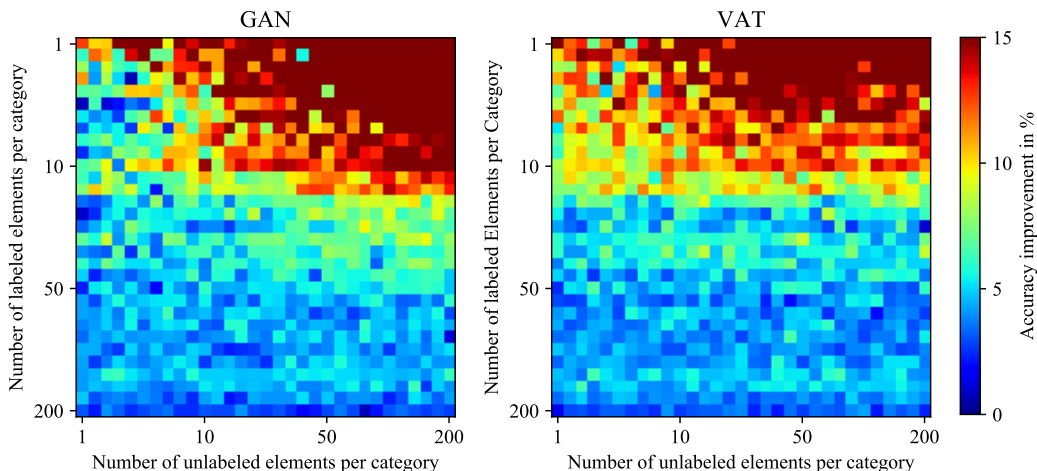 GAN
VAT
Number of labeled elements per category
1
10
50
200
1
10
50
200
Number of unlabeled elements per category
Number of labeled Elements per Category
1
10
50
200
1
10
50
200
Number of unlabeled elements per category
15
10
5
0
Accuracy improvement in %